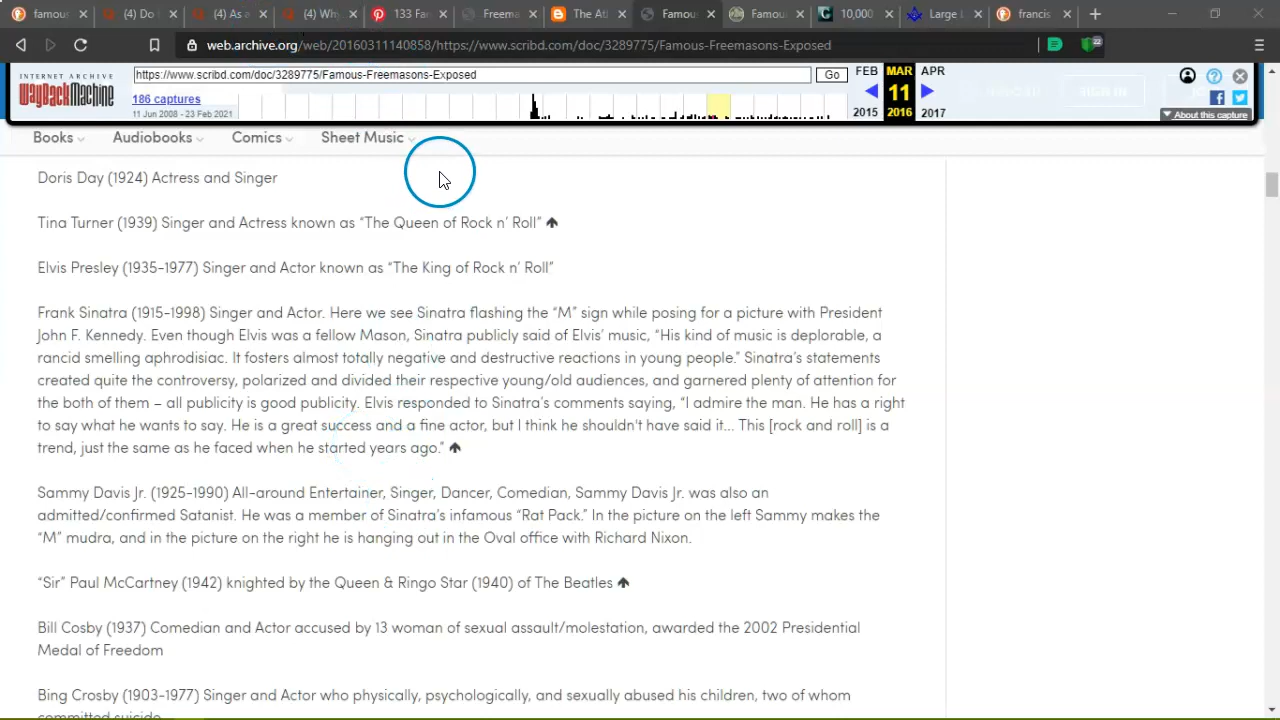 famou
(4) Do
(4) As a
(4) Why
133 Fa
Freema
The At
Famou
Famou
10,000
Large
francis
web.archive.org/web/20160311140858/https://www.scribd.com/doc/3289775/Famous-Freemasons-Exposed
22
INTERNET ARCHIVE
WayBackMachine
https://www.scribd.com/doc/3289775/Famous-Freemasons-Exposed
Go
FEB MAR APR
186 captures
11
11 Jun 2008 - 23 Feb 2021
2015 2016 2017
About this capture
SIGN IN
Books
Audiobooks
Comics
Sheet Music
Doris Day (1924) Actress and Singer
Tina Turner (1939) Singer and Actress known as “The Queen of Rock n’ Roll”
Elvis Presley (1935-1977) Singer and Actor known as “The King of Rock n’ Roll”
Frank Sinatra (1915-1998) Singer and Actor. Here we see Sinatra flashing the “M” sign while posing for a picture with President
John F. Kennedy. Even though Elvis was a fellow Mason, Sinatra publicly said of Elvis’ music, “His kind of music is deplorable, a
rancid smelling aphrodisiac. It fosters almost totally negative and destructive reactions in young people.” Sinatra’s statements
created quite the controversy, polarized and divided their respective young/old audiences, and garnered plenty of attention for
the both of them – all publicity is good publicity. Elvis responded to Sinatra’s comments saying, “I admire the man. He has a right
to say what he wants to say. He is a great success and a fine actor, but I think he shouldn't have said it... This [rock and roll] is a
trend, just the same as he faced when he started years ago.”
Sammy Davis Jr. (1925-1990) All-around Entertainer, Singer, Dancer, Comedian, Sammy Davis Jr. was also an
admitted/confirmed Satanist. He was a member of Sinatra’s infamous “Rat Pack.” In the picture on the left Sammy makes the
“M” mudra, and in the picture on the right he is hanging out in the Oval office with Richard Nixon.
“Sir” Paul McCartney (1942) knighted by the Queen & Ringo Star (1940) of The Beatles
Bill Cosby (1937) Comedian and Actor accused by 13 woman of sexual assault/molestation, awarded the 2002 Presidential
Medal of Freedom
Bing Crosby (1903-1977) Singer and Actor who physically, psychologically, and sexually abused his children, two of whom
committed suicide